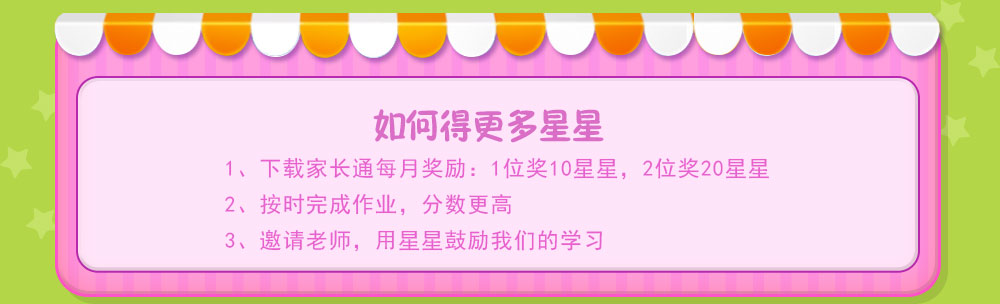 如何得更多星星
1、下载家长通每月奖励：1位奖10星星，2位奖20星星
2、按时完成作业，分数更高
3、邀请老师，用星星鼓励我们的学习